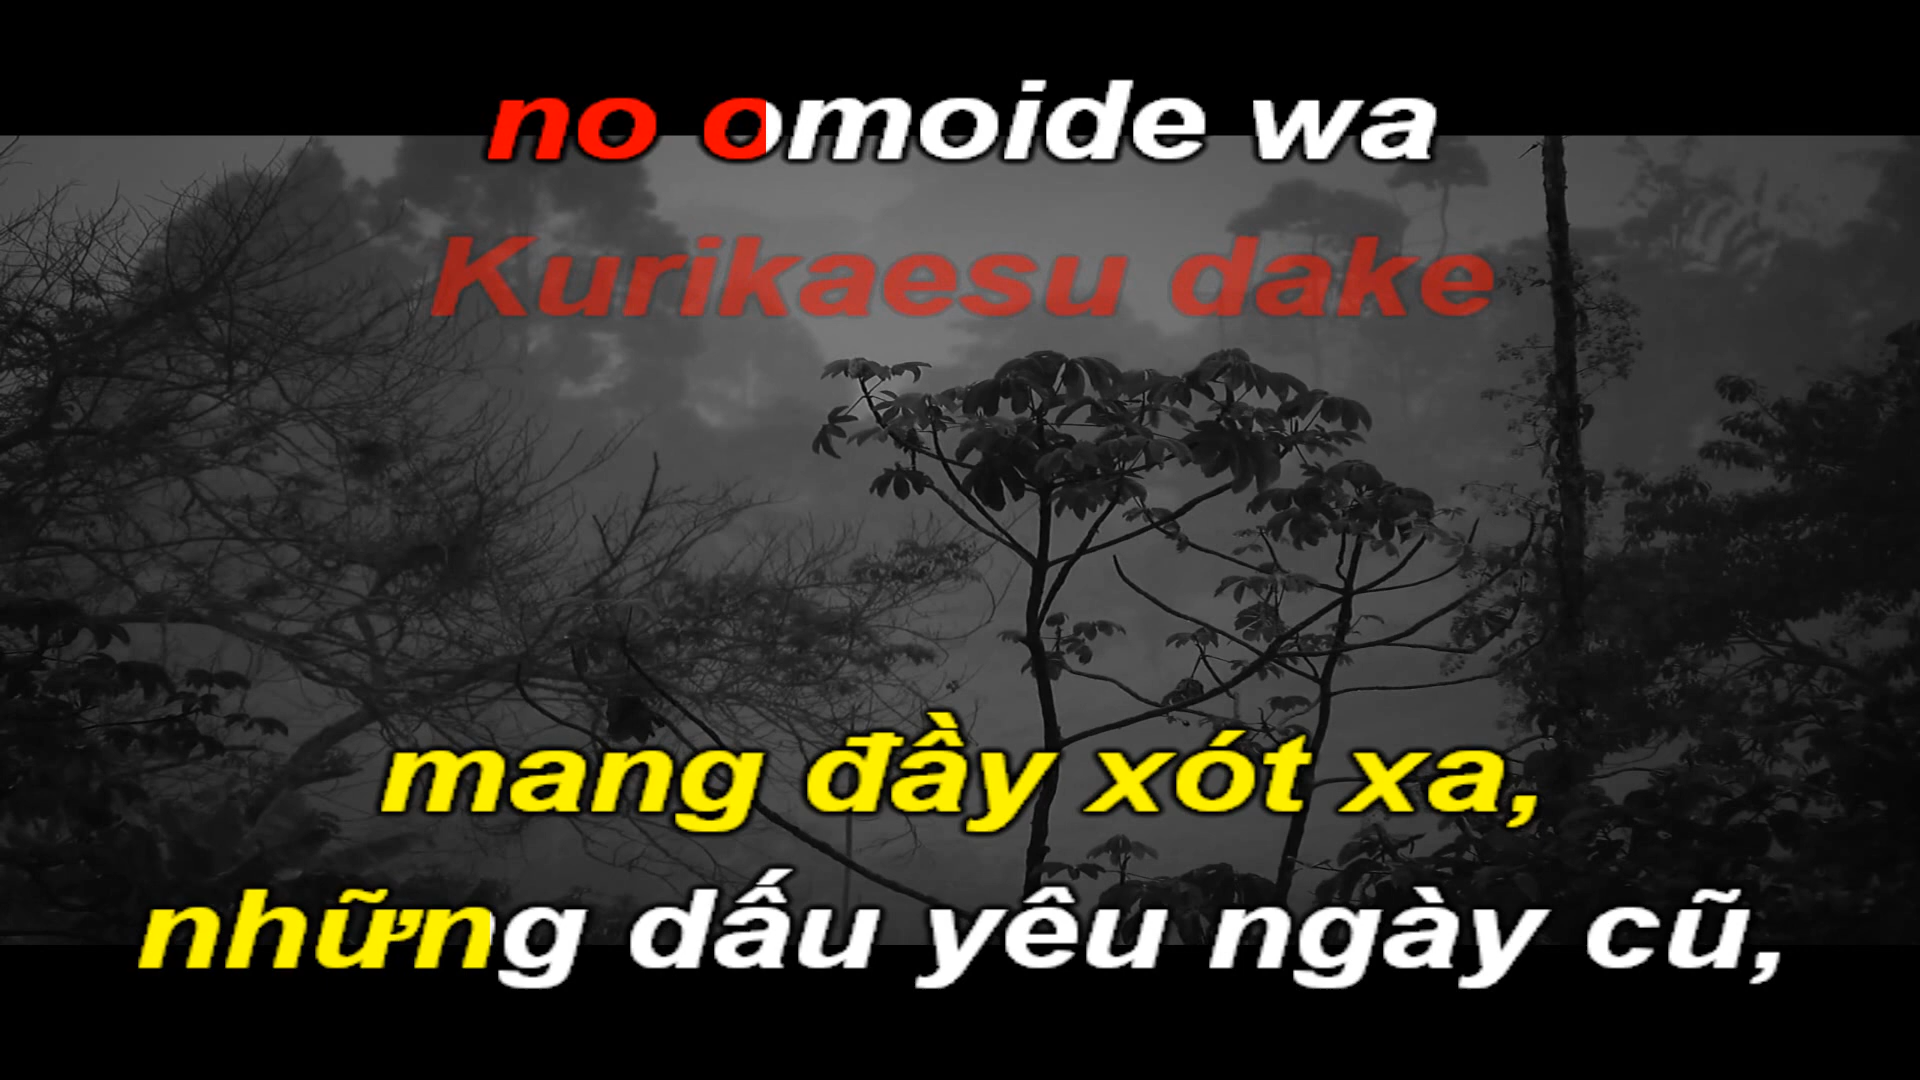 no omoide wa
Kurikaesu dake
mang đầy xót xa,
những dấu yêu ngày cũ,